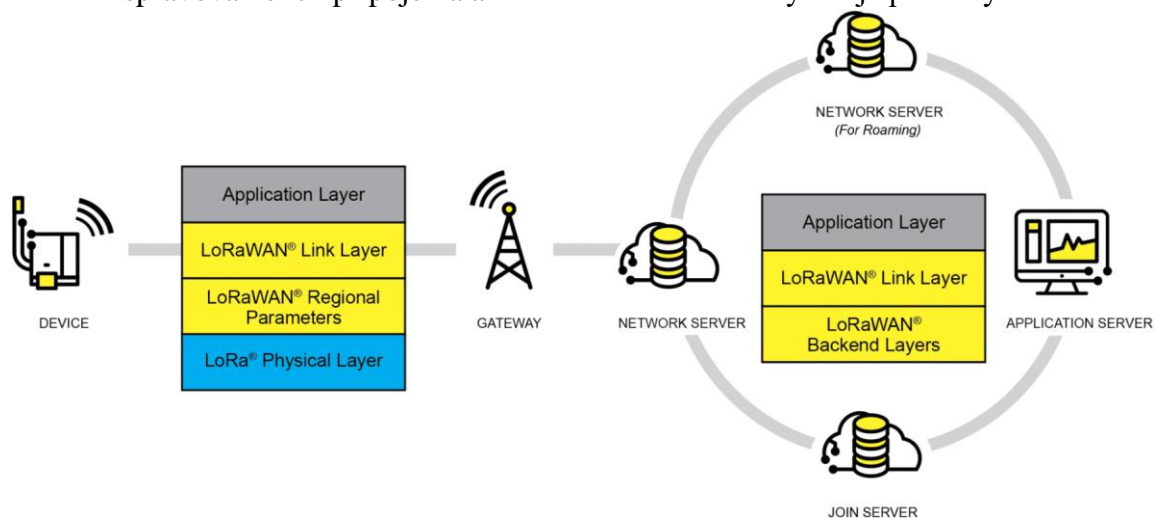 NETWORK SERVER
(For Roaming)
Application Layer
LoRaWAN® Link Layer
LoRaWAN® Regional
Parameters
LoRa® Physical Layer
Application Layer
LoRaWAN® Link Layer
LoRaWAN®
Backend Layers
DEVICE
GATEWAY
NETWORK SERVER
APPLICATION SERVER
JOIN SERVER